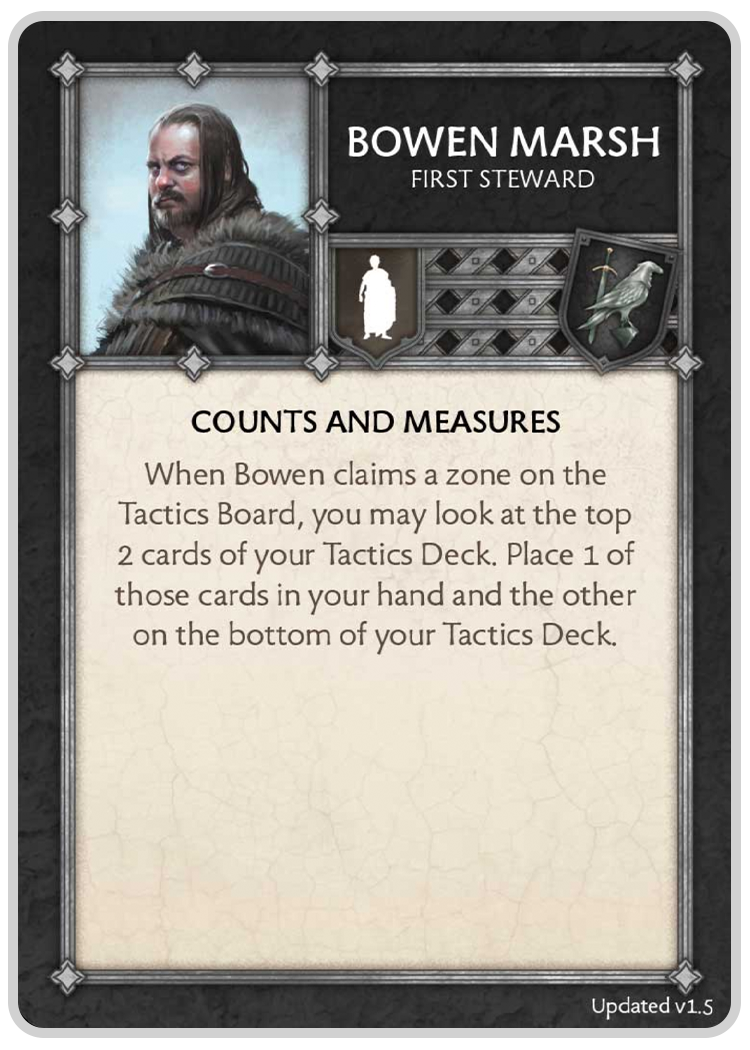 BOWEN MARSH
FIRST STEWARD
COUNTS AND MEASURES
When Bowen claims a zone on the
Tactics Board, you may look at the top
2 cards of your Tactics Deck. Place 1 of
those cards in your hand and the other
on the bottom of your Tactics Deck.
Updated v1.5